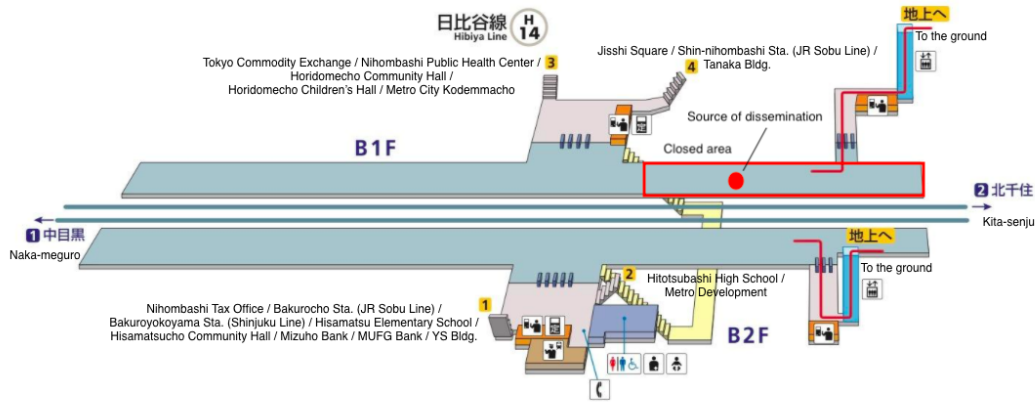 日比谷線
Hibiya Line
H
14
地上へ
To the ground
Tokyo Commodity Exchange / Nihombashi Public Health Center /
Horidomecho Community Hall /
Horidomecho Children's Hall / Metro City Kodemmacho
3
Jisshi Square / Shin-nihombashi Sta. (JR Sobu Line) /
Tanaka Bldg.
4
Source of dissemination
Closed area
B1F
2 北千住
Kita-senju
1 中目黒
Naka-meguro
地上へ
To the ground
2
Hitotsubashi High School /
Metro Development
1
Nihombashi Tax Office / Bakurocho Sta. (JR Sobu Line) /
Bakuroyokoyama Sta. (Shinjuku Line) / Hisamatsu Elementary School /
Hisamatsucho Community Hall / Mizuho Bank / MUFG Bank / YS Bldg.
B2F